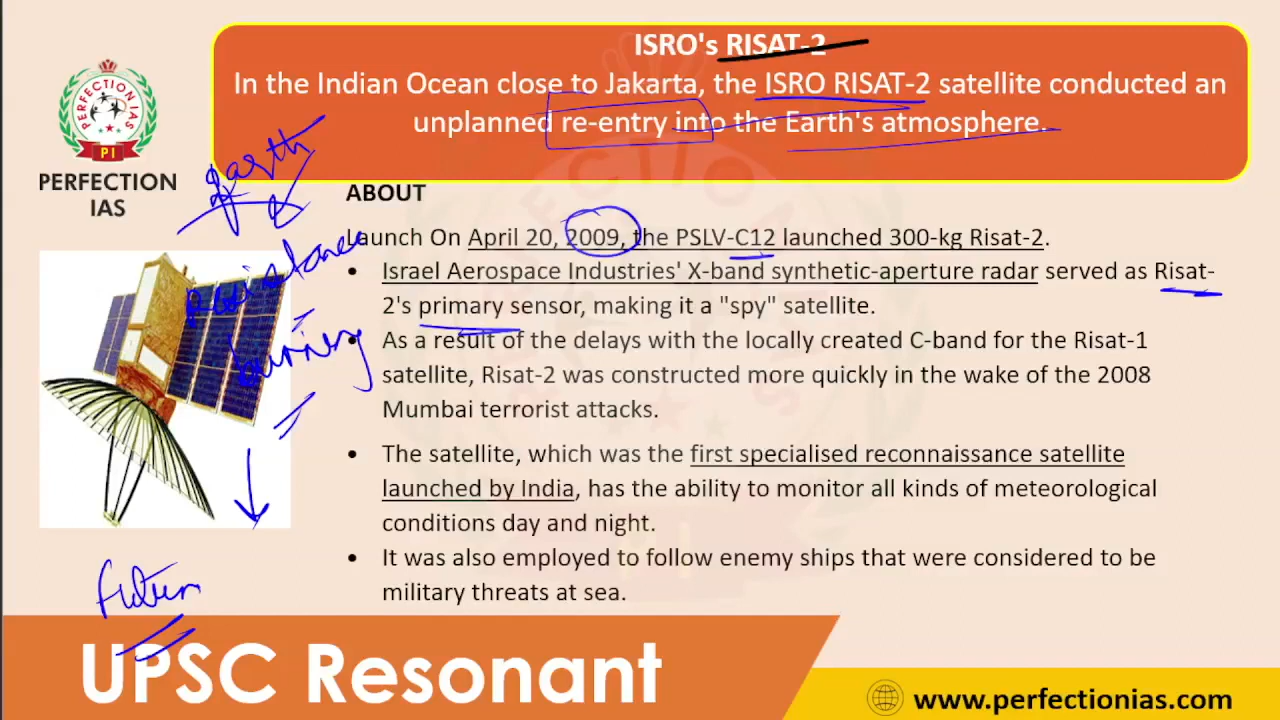 ISRO's RISAT-2
In the Indian Ocean close to Jakarta, the ISRO RISAT-2 satellite conducted an
unplanned re-entry into the Earth's atmosphere.
PERFECTION IAS
PI
PERFECTION
IAS
earth
resistance
burning
Futur
ABOUT
Launch On April 20, 2009, the PSLV-C12 launched 300-kg Risat-2.
• Israel Aerospace Industries' X-band synthetic-aperture radar served as Risat-
2's primary sensor, making it a "spy" satellite.
• As a result of the delays with the locally created C-band for the Risat-1
satellite, Risat-2 was constructed more quickly in the wake of the 2008
Mumbai terrorist attacks.
• The satellite, which was the first specialised reconnaissance satellite
launched by India, has the ability to monitor all kinds of meteorological
conditions day and night.
• It was also employed to follow enemy ships that were considered to be
military threats at sea.
UPSC Resonant
www.perfectionias.com